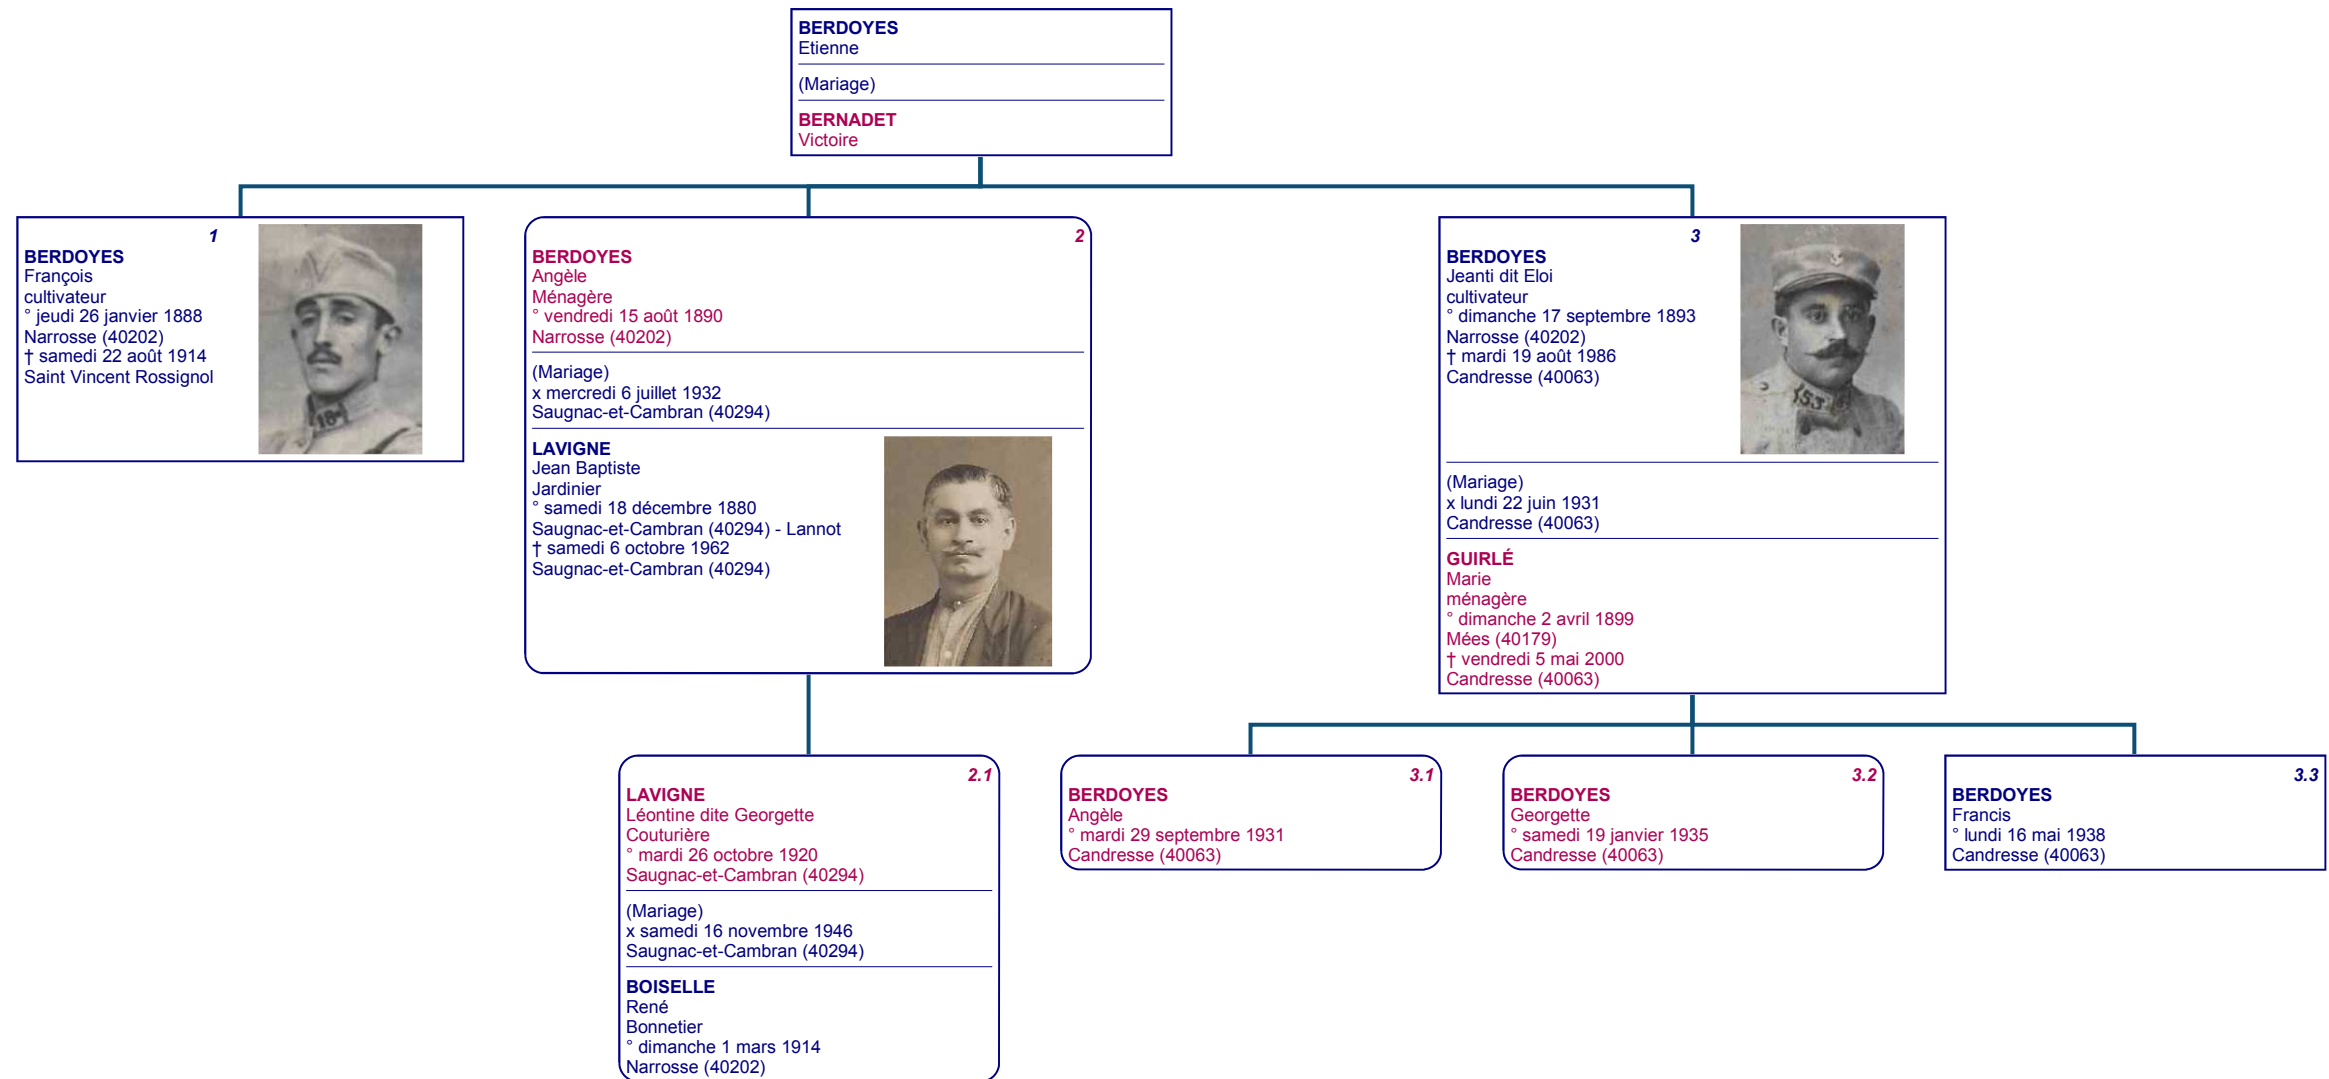 BERDOYES
Etienne
(Mariage)
BERNADET
Victoire
1
BERDOYES
François
cultivateur
° jeudi 26 janvier 1888
Narrosse (40202)
† samedi 22 août 1914
Saint Vincent Rossignol
2
BERDOYES
Angèle
Ménagère
° vendredi 15 août 1890
Narrosse (40202)
(Mariage)
x mercredi 6 juillet 1932
Saugnac-et-Cambran (40294)
LAVIGNE
Jean Baptiste
Jardinier
° samedi 18 décembre 1880
Saugnac-et-Cambran (40294) - Lannot
† samedi 6 octobre 1962
Saugnac-et-Cambran (40294)
3
BERDOYES
Jeanti dit Eloi
cultivateur
° dimanche 17 septembre 1893
Narrosse (40202)
† mardi 19 août 1986
Candresse (40063)
153
(Mariage)
x lundi 22 juin 1931
Candresse (40063)
GUIRLÉ
Marie
ménagère
° dimanche 2 avril 1899
Mées (40179)
† vendredi 5 mai 2000
Candresse (40063)
2.1
LAVIGNE
Léontine dite Georgette
Couturière
° mardi 26 octobre 1920
Saugnac-et-Cambran (40294)
(Mariage)
x samedi 16 novembre 1946
Saugnac-et-Cambran (40294)
BOISELLE
René
Bonnetier
° dimanche 1 mars 1914
Narrosse (40202)
3.1
BERDOYES
Angèle
° mardi 29 septembre 1931
Candresse (40063)
3.2
BERDOYES
Georgette
° samedi 19 janvier 1935
Candresse (40063)
3.3
BERDOYES
Francis
° lundi 16 mai 1938
Candresse (40063)